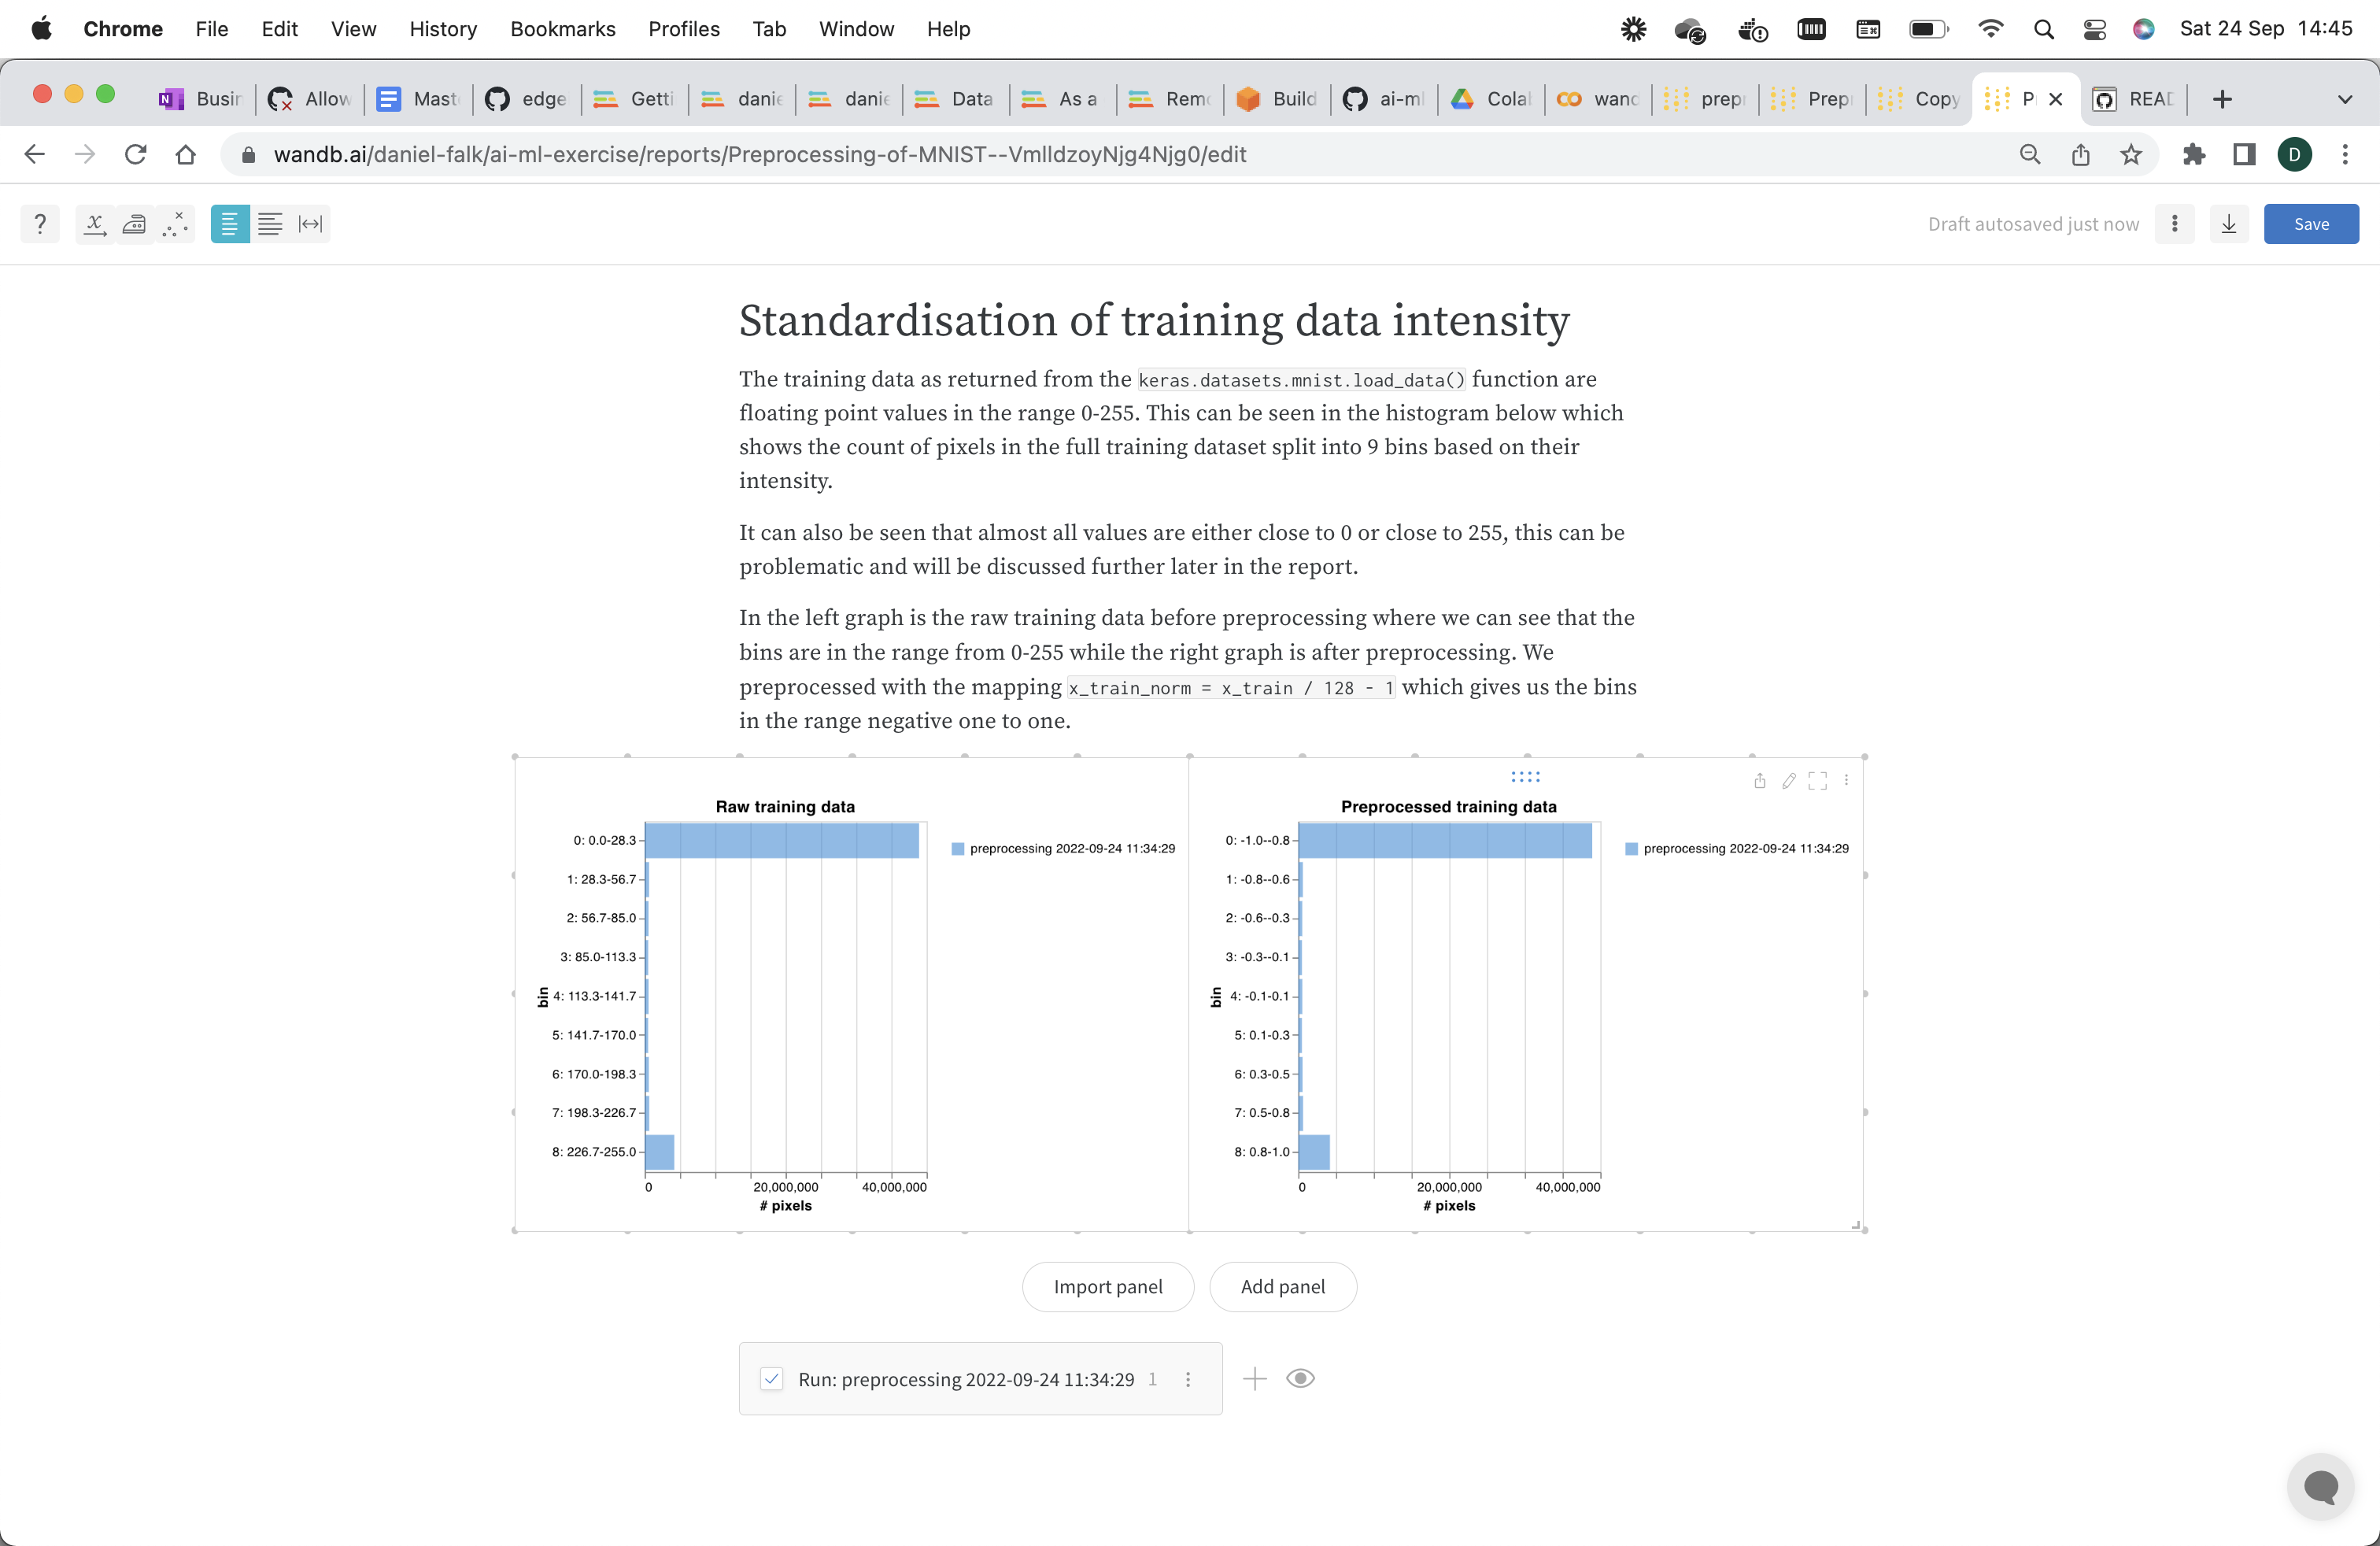 Chrome File Edit View History Bookmarks Profiles Tab Window Help Sat 24 Sep 14:45
Busin Allow Mast edge Getti danie danie Data As a Remo Build ai-ml Colal wand prepr Prepr Copy P READ
wandb.ai/daniel-falk/ai-ml-exercise/reports/Preprocessing-of-MNIST--VmlldzoyNjg4Njg0/edit D
? x Draft autosaved just now Save
Standardisation of training data intensity
The training data as returned from the keras.datasets.mnist.load_data() function are
floating point values in the range 0-255. This can be seen in the histogram below which
shows the count of pixels in the full training dataset split into 9 bins based on their
intensity.
It can also be seen that almost all values are either close to 0 or close to 255, this can be
problematic and will be discussed further later in the report.
In the left graph is the raw training data before preprocessing where we can see that the
bins are in the range from 0-255 while the right graph is after preprocessing. We
preprocessed with the mapping x_train_norm = x_train / 128 - 1 which gives us the bins
in the range negative one to one.
Raw training data
0: 0.0-28.3
1: 28.3-56.7
2: 56.7-85.0
3: 85.0-113.3
4: 113.3-141.7
5: 141.7-170.0
6: 170.0-198.3
7: 198.3-226.7
8: 226.7-255.0
bin
0 20,000,000 40,000,000
# pixels
preprocessing 2022-09-24 11:34:29
Preprocessed training data
0: -1.0--0.8
1: -0.8--0.6
2: -0.6--0.3
3: -0.3--0.1
4: -0.1-0.1
5: 0.1-0.3
6: 0.3-0.5
7: 0.5-0.8
8: 0.8-1.0
bin
0 20,000,000 40,000,000
# pixels
preprocessing 2022-09-24 11:34:29
Import panel Add panel
Run: preprocessing 2022-09-24 11:34:29 1